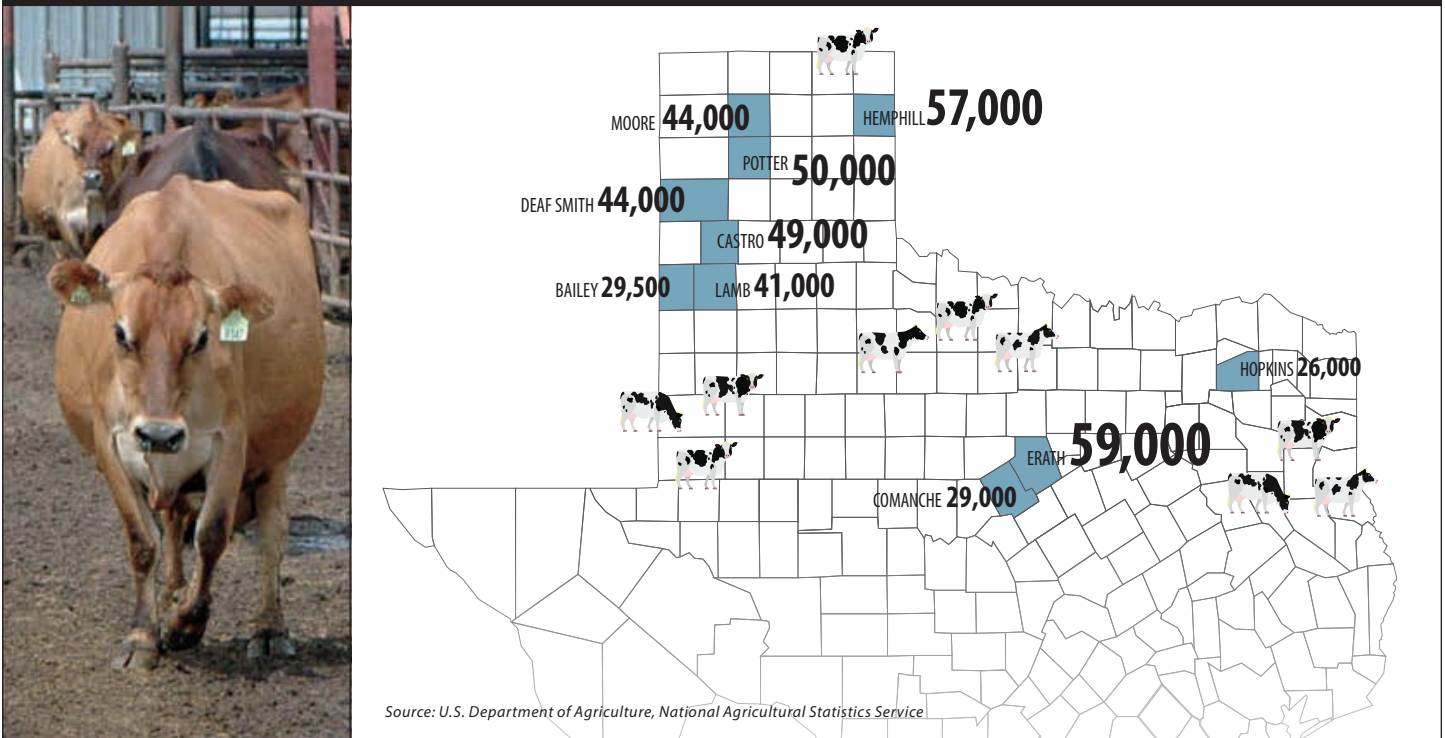 MOORE 44,000
HEMPHILL 57,000
POTTER 50,000
DEAF SMITH 44,000
CASTRO 49,000
BAILEY 29,500
LAMB 41,000
HOPKINS 26,000
ERATH 59,000
COMANCHE 29,000
Source: U.S. Department of Agriculture, National Agricultural Statistics Service